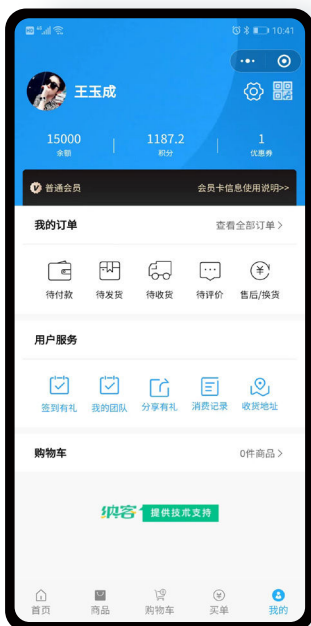 10:41
王玉成
15000 1187.2 1
余额 积分 优惠券
普通会员 会员卡信息使用说明>>
我的订单 查看全部订单>
待付款 待发货 待收货 待评价 售后/换货
用户服务
签到有礼 我的团队 分享有礼 消费记录 收货地址
购物车 0件商品>
纳客 提供技术支持
首页 商品 购物车 买单 我的